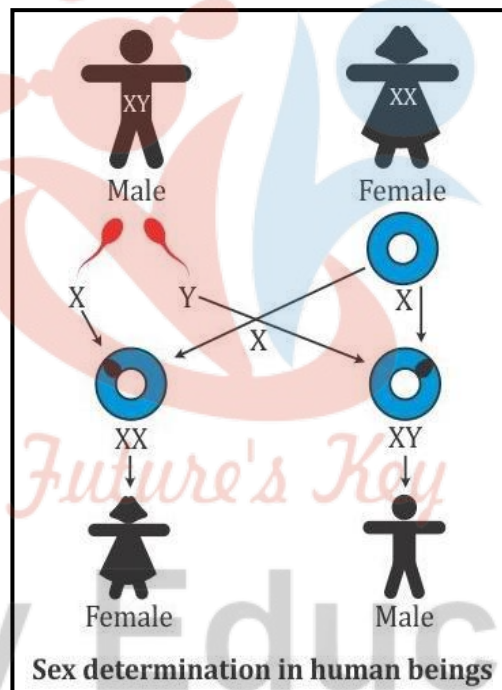 XY
XX
Male
Female
X
Y
X
X
XX
XY
Future's Key
Female
Male
Educ
Sex determination in human beings